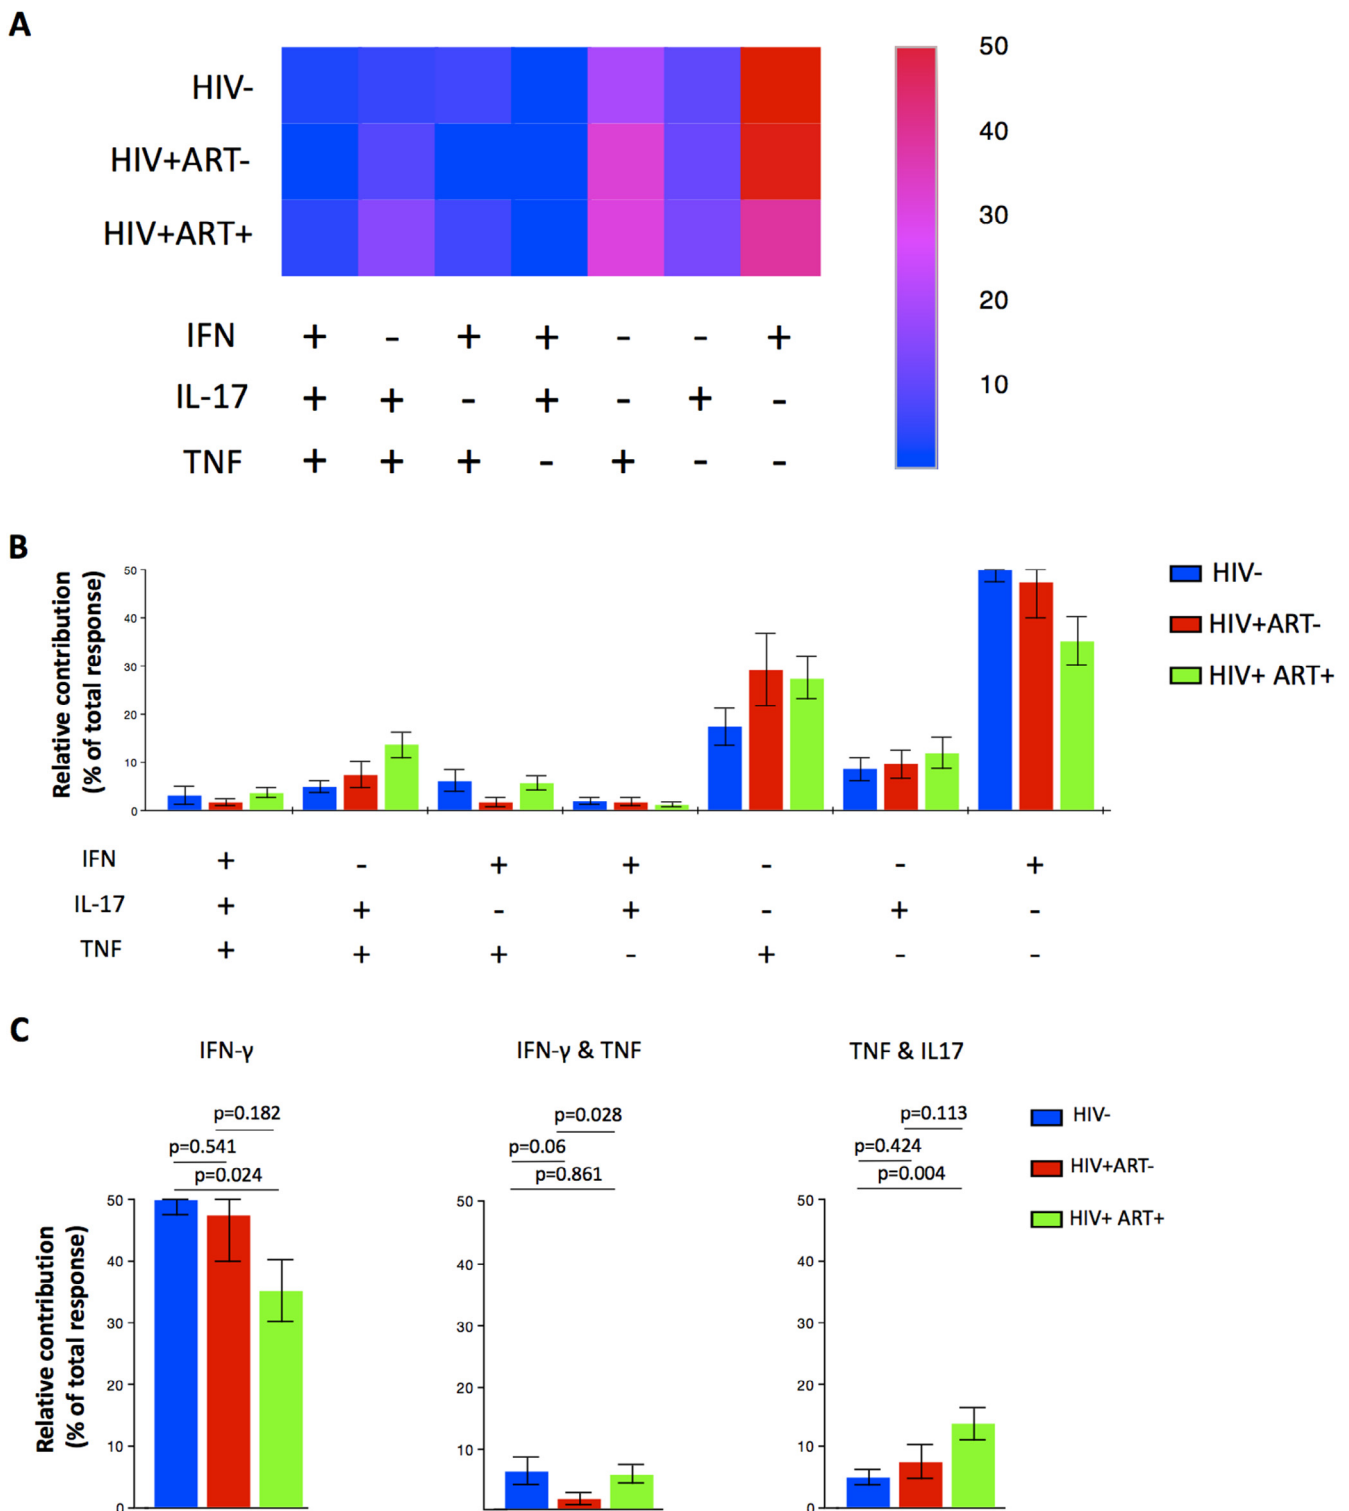 A
HIV-
HIV+ART-
HIV+ART+
50
40
30
20
10
IFN + - + + - - +
IL-17 + + - + - + -
TNF + + + - + - -
B
Relative contribution
(% of total response)
50
40
30
20
10
0
HIV-
HIV+ART-
HIV+ ART+
IFN + - + + - - +
IL-17 + + - + - + -
TNF + + + - + - -
C
IFN-γ
IFN-γ & TNF
TNF & IL17
p=0.182
p=0.541
p=0.024
p=0.028
p=0.06
p=0.861
p=0.113
p=0.424
p=0.004
HIV-
HIV+ART-
HIV+ ART+
Relative contribution
(% of total response)
50
40
30
20
10
0
50
40
30
20
10
50
40
30
20
10
0